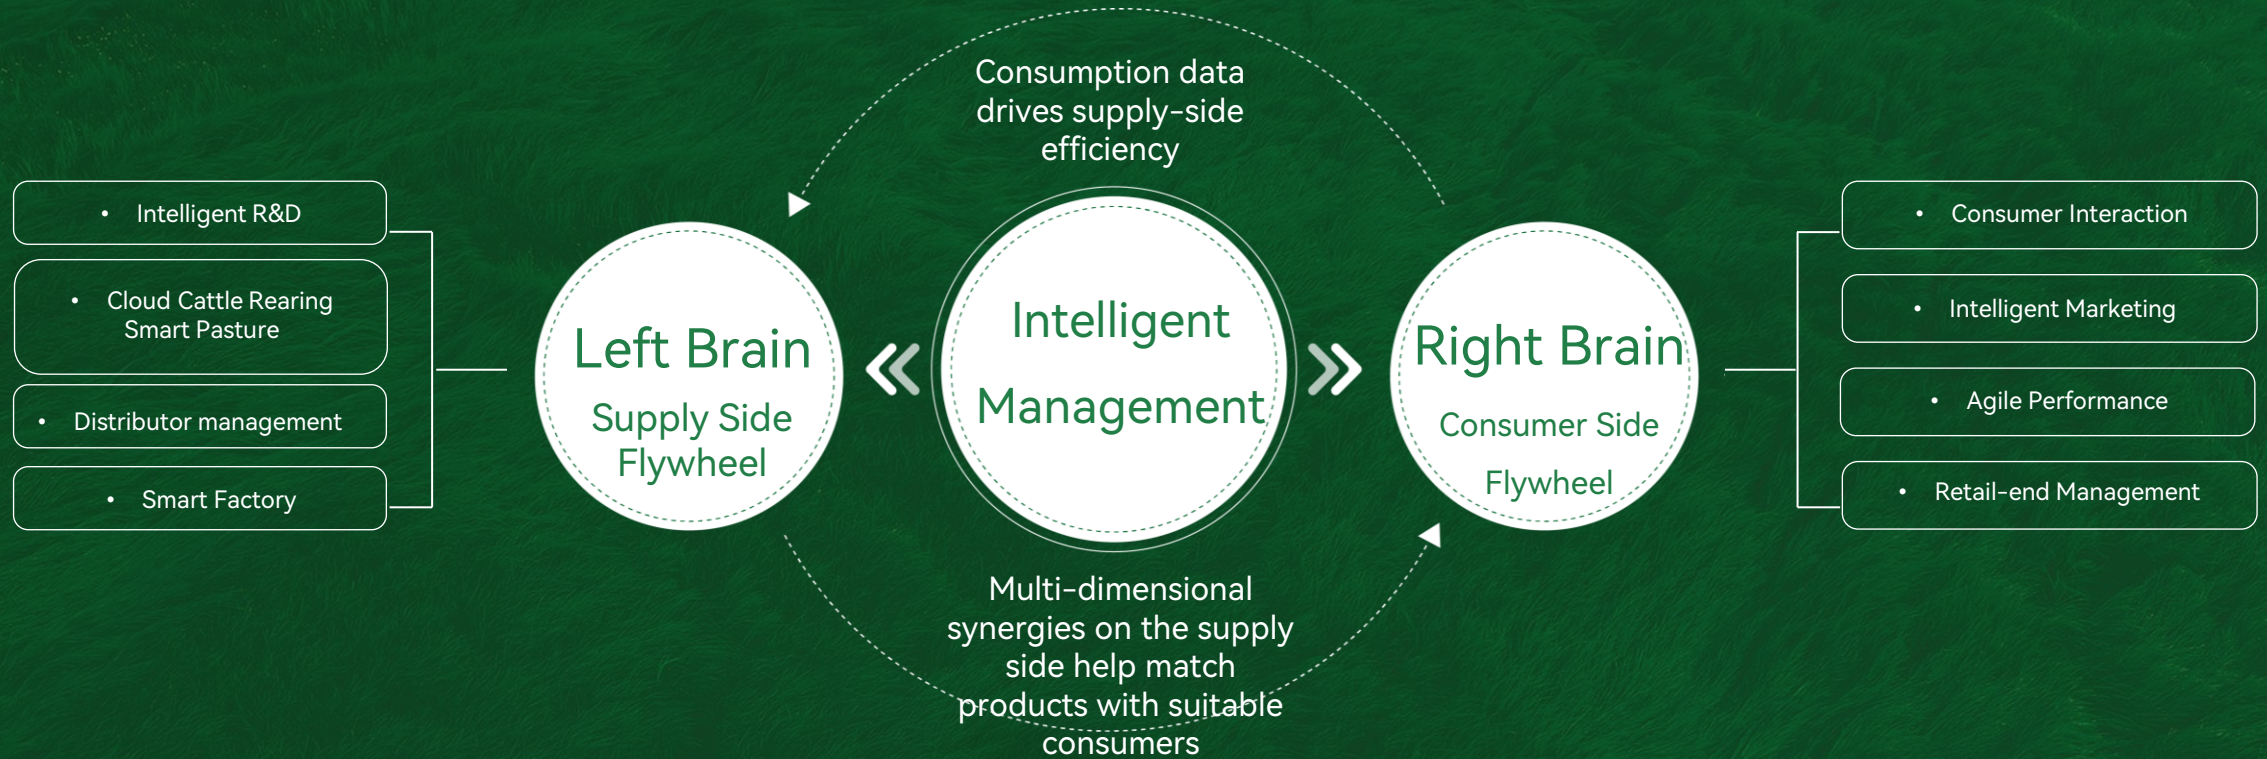 Consumption data
drives supply-side
efficiency
• Intelligent R&D
• Cloud Cattle Rearing
Smart Pasture
• Distributor management
• Smart Factory
Left Brain
Supply Side
Flywheel
Intelligent
Management
Right Brain
Consumer Side
Flywheel
• Consumer Interaction
• Intelligent Marketing
• Agile Performance
• Retail-end Management
Multi-dimensional
synergies on the supply
side help match
products with suitable
consumers